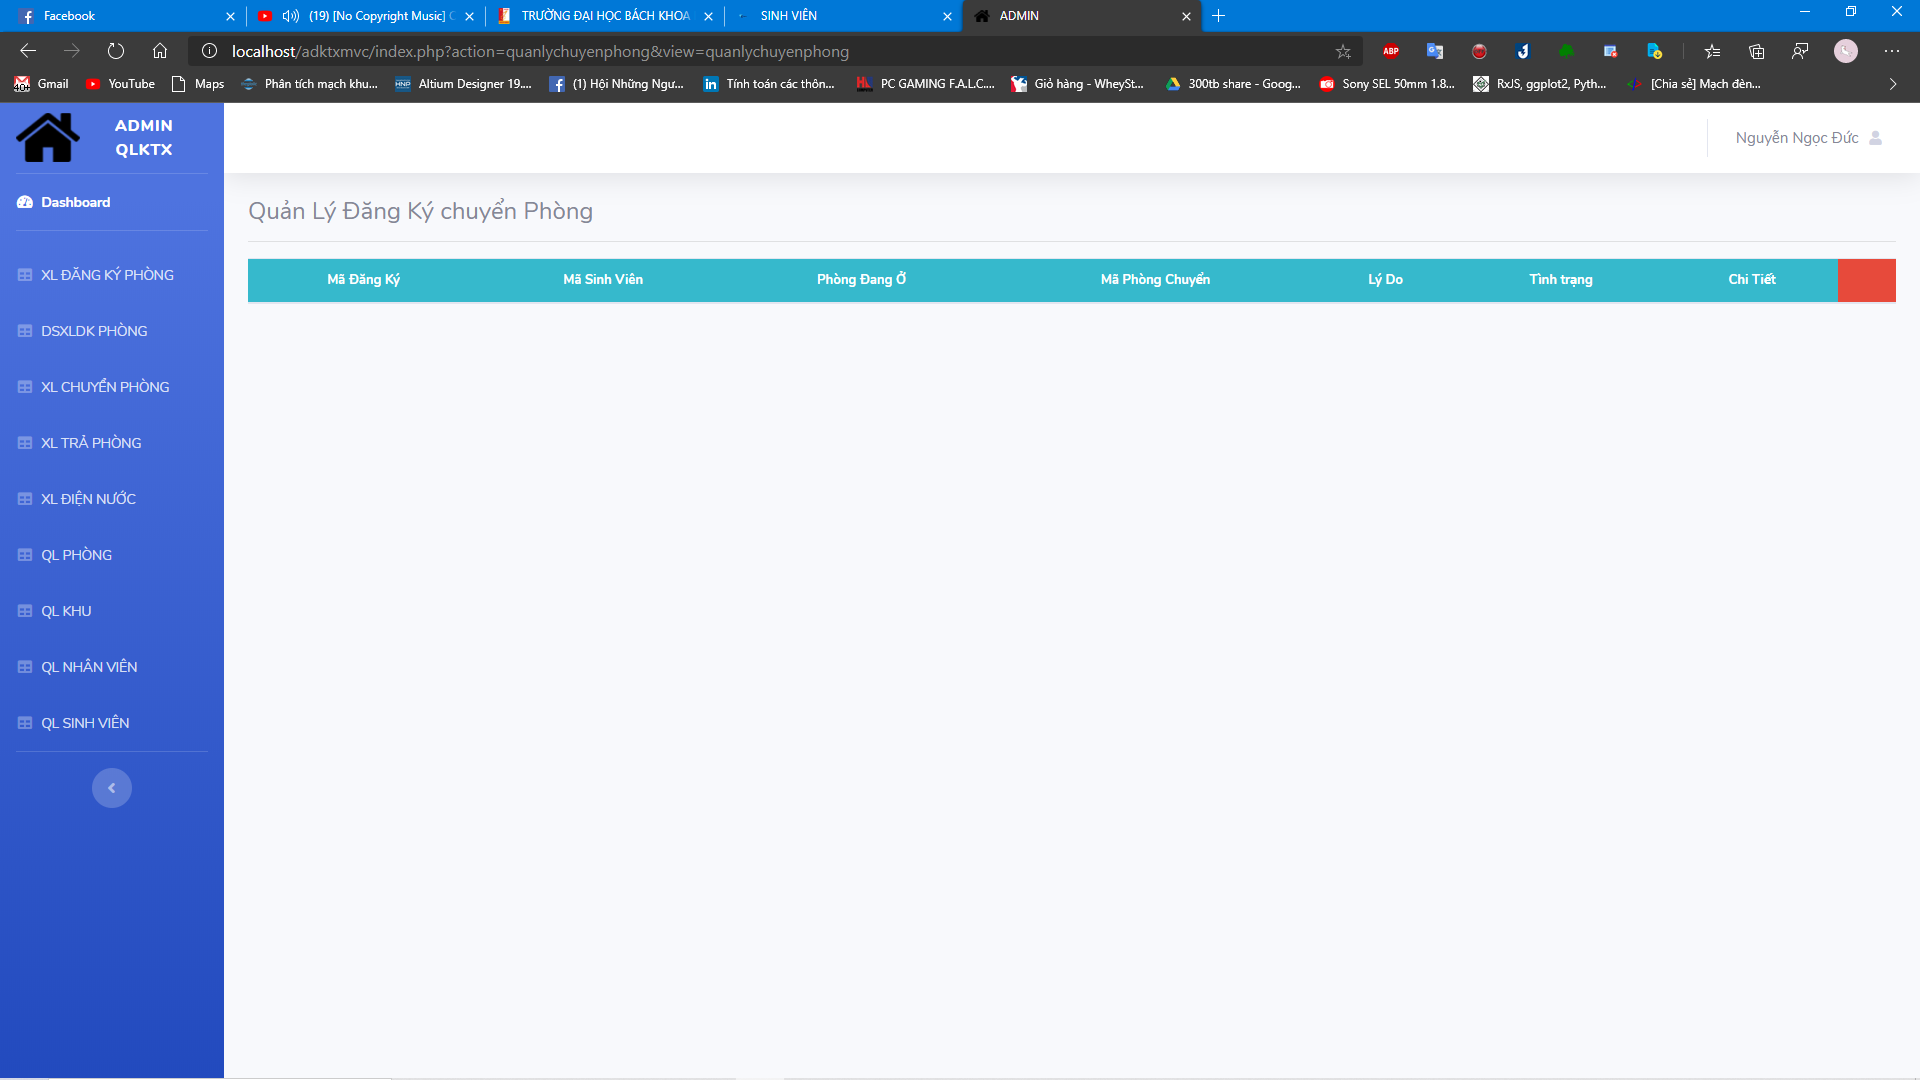 Facebook
(19) [No Copyright Music]
TRƯỜNG ĐẠI HỌC BÁCH KHOA
SINH VIÊN
ADMIN
localhost/adktxmvc/index.php?action=quanlychuyenphong&view=quanlychuyenphong
ABP
Gmail
YouTube
Maps
Phân tích mạch khu...
Altium Designer 19....
(1) Hội Những Ngư...
Tính toán các thôn...
PC GAMING F.A.L.C....
Giỏ hàng - WheySt...
300tb share - Goog...
Sony SEL 50mm 1.8...
RxJS, ggplot2, Pyth...
[Chia sẻ] Mạch đèn...
ADMIN
QLKTX
Nguyễn Ngọc Đức
Dashboard
Quản Lý Đăng Ký chuyển Phòng
Mã Đăng Ký Mã Sinh Viên Phòng Đang Ở Mã Phòng Chuyển Lý Do Tình trạng Chi Tiết
XL ĐĂNG KÝ PHÒNG
DSXLDK PHÒNG
XL CHUYỂN PHÒNG
XL TRẢ PHÒNG
XL ĐIỆN NƯỚC
QL PHÒNG
QL KHU
QL NHÂN VIÊN
QL SINH VIÊN